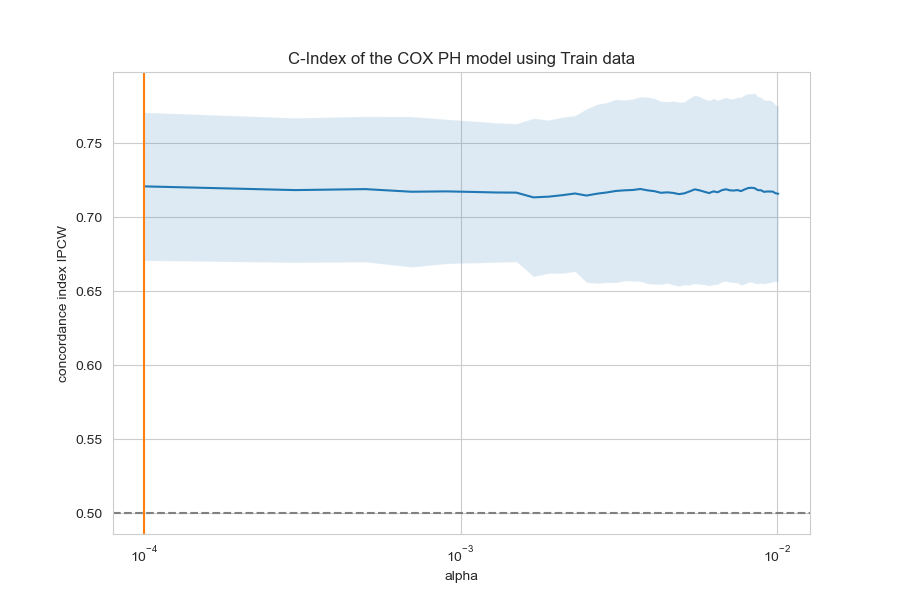 C-Index of the COX PH model using Train data
concordance index IPCW
0.75
0.70
0.65
0.60
0.55
0.50
10⁻⁴ 10⁻³ 10⁻²
alpha